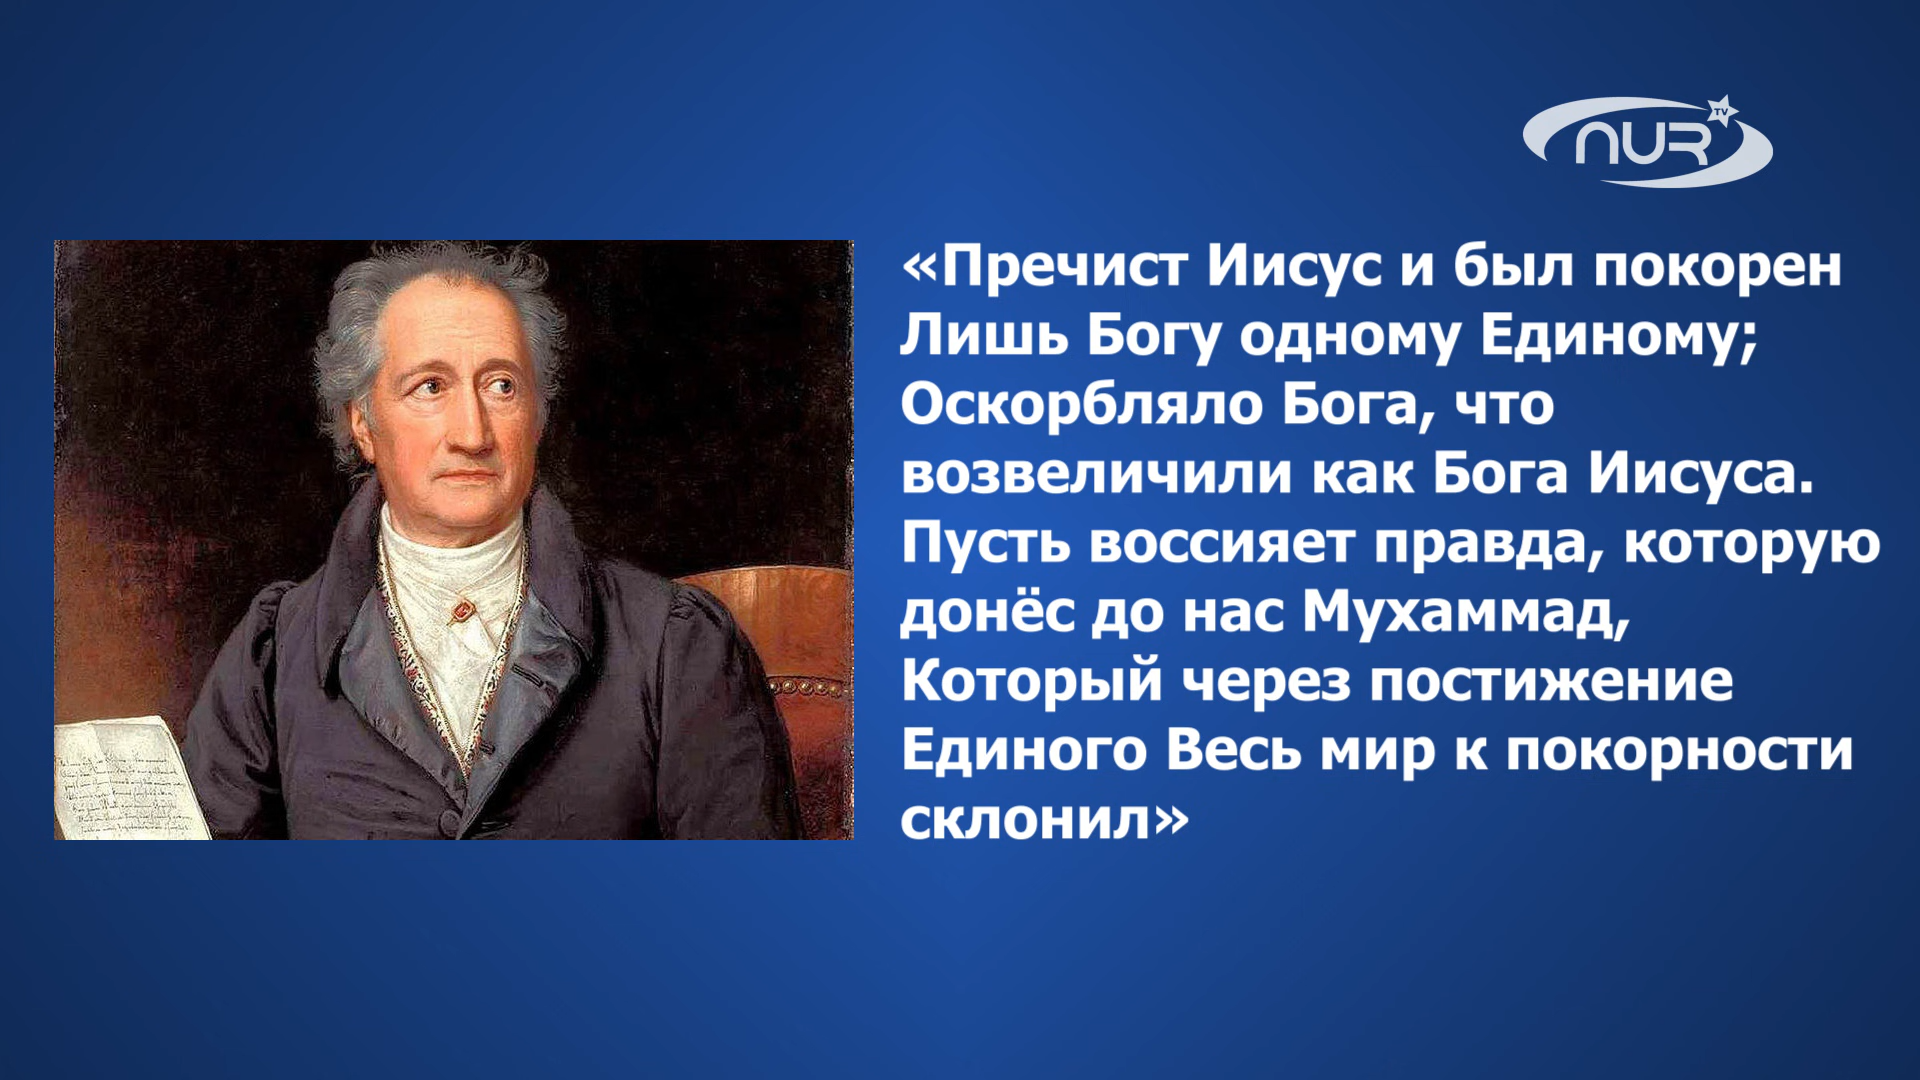 NUR TV
«Пречист Иисус и был покорен
Лишь Богу одному Единому;
Оскорбляло Бога, что
возвеличили как Бога Иисуса.
Пусть воссияет правда, которую
донёс до нас Мухаммад,
Который через постижение
Единого Весь мир к покорности
склонил»